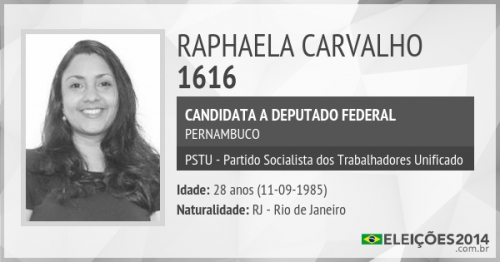 RAPHAELA CARVALHO
1616
CANDIDATA A DEPUTADO FEDERAL
PERNAMBUCO
PSTU - Partido Socialista dos Trabalhadores Unificado
Idade: 28 anos (11-09-1985)
Naturalidade: RJ - Rio de Janeiro
ELEIÇÕES2014
.com.br